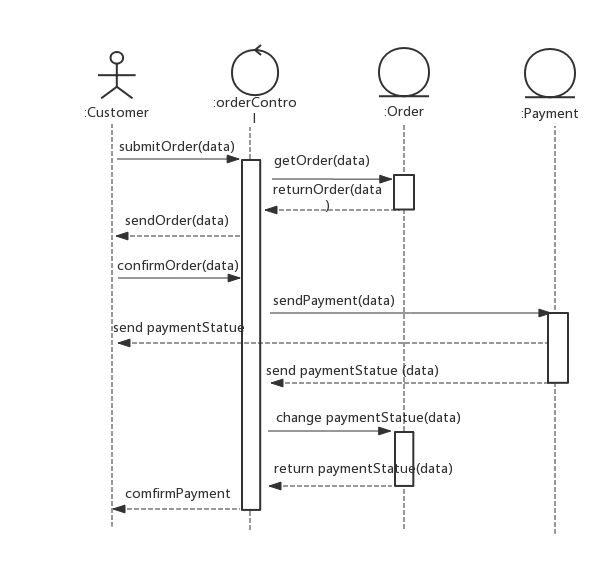 :Customer
:orderContro
l
:Order
:Payment
submitOrder(data)
getOrder(data)
returnOrder(data
)
sendOrder(data)
confirmOrder(data)
sendPayment(data)
send paymentStatue
send paymentStatue (data)
change paymentStatue(data)
return paymentStatue(data)
comfirmPayment